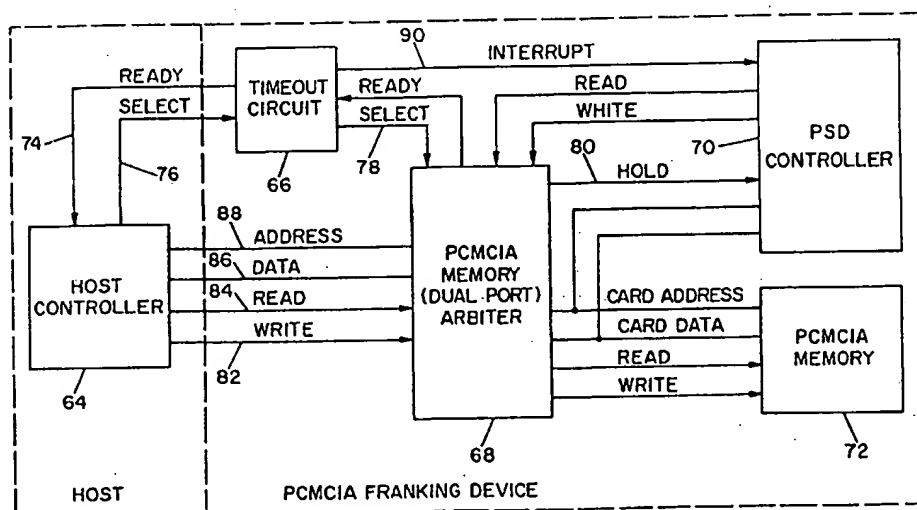 90
INTERRUPT
READY
TIMEOUT
CIRCUIT
READY
READ
SELECT
SELECT
WHITE
74
78
70
PSD
CONTROLLER
76
66
80
HOLD
88
ADDRESS
PCMCIA
MEMORY
(DUAL-PORT)
ARBITER
86
DATA
HOST
CONTROLLER
84
READ
CARD ADDRESS
WRITE
CARD DATA
PCMCIA
MEMORY
82
READ
64
WRITE
68
72
HOST
PCMCIA FRANKING DEVICE